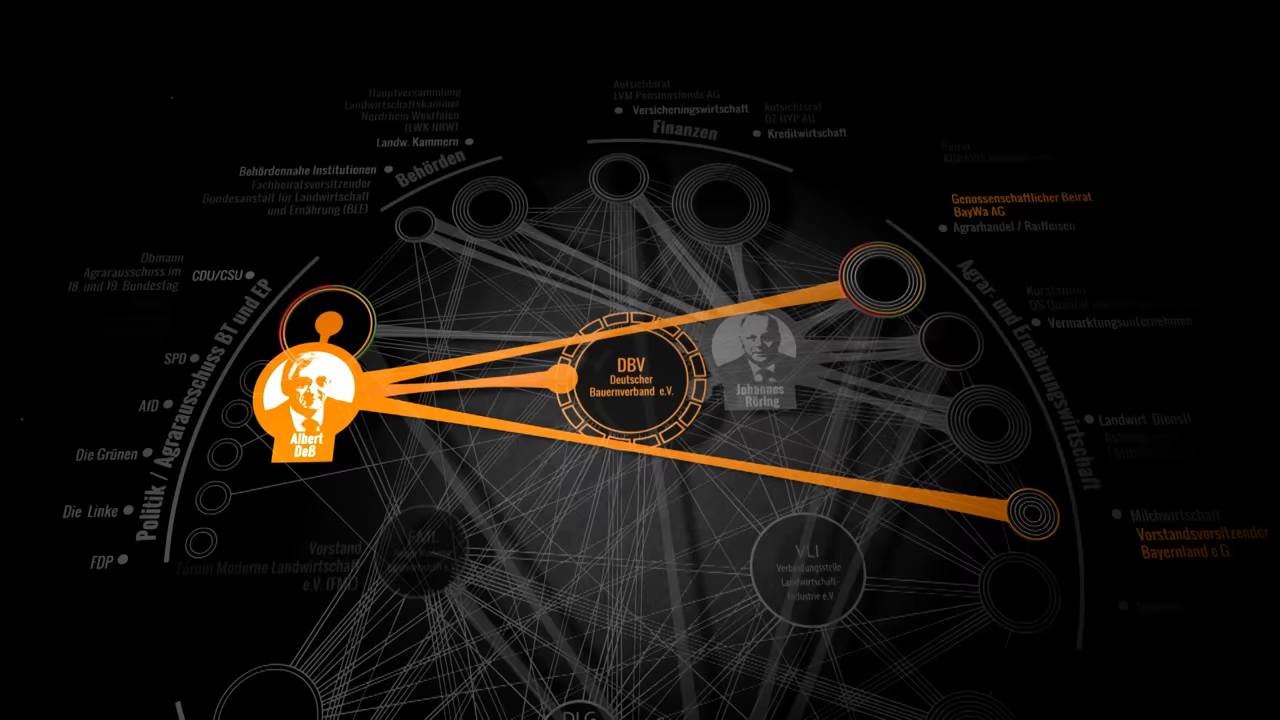 Hauptversammlung
Landwirtschaftskammer
Nordrhein-Westfalen
(LWK NRW)
Landw. Kammern
Aufsichtsrat
LVM Pensionsfonds-AG
Versicherungswirtschaft
Aufsichtsrat
DZ HYP AG
Kreditwirtschaft
Finanzen
Behörden
Behördennahe Institutionen
Fachbeiratsvorsitzender
Bundesanstalt für Landwirtschaft
und Ernährung (BLE)
Beirat
Genossenschaftlicher Beirat
BayWa AG
Agrarhandel / Raiffeisen
Agrar- und Ernährungswirtschaft
Obmann
Agrarausschuss im
18. und 19. Bundestag
CDU/CSU
Politik / Agrarausschuss BT und EP
SPD
AfD
Die Grünen
Die Linke
FDP
Vermarktungsunternehmen
DBV
Deutscher
Bauernverband e.V.
Johannes
Röring
Albert
Deß
Landwirt. Dienstl
Milchwirtschaft
Vorstandsvorsitzender
Bayernland e G.
Vorstand
Forum Moderne Landwirtschaft
e.V. (FML)
FML
VLI
Verbindungsstelle
Landwirtschaft-
Industrie e.V
DLG